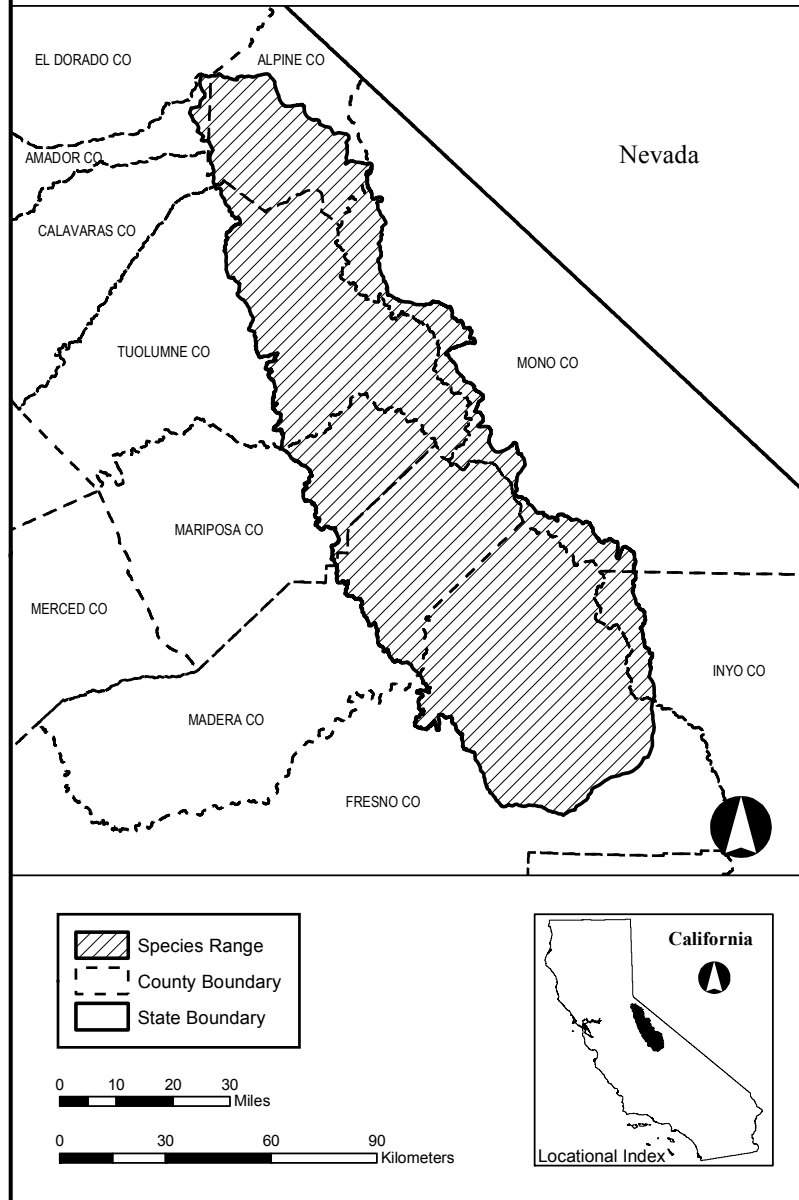 EL DORADO CO
ALPINE CO
Nevada
AMADOR CO
CALAVARAS CO
TUOLUMNE CO
MONO CO
MARIPOSA CO
MERCED CO
INYO CO
MADERA CO
FRESNO CO
Species Range
County Boundary
State Boundary
0 10 20 30
Miles
0 30 60 90
Kilometers
California
Locational Index